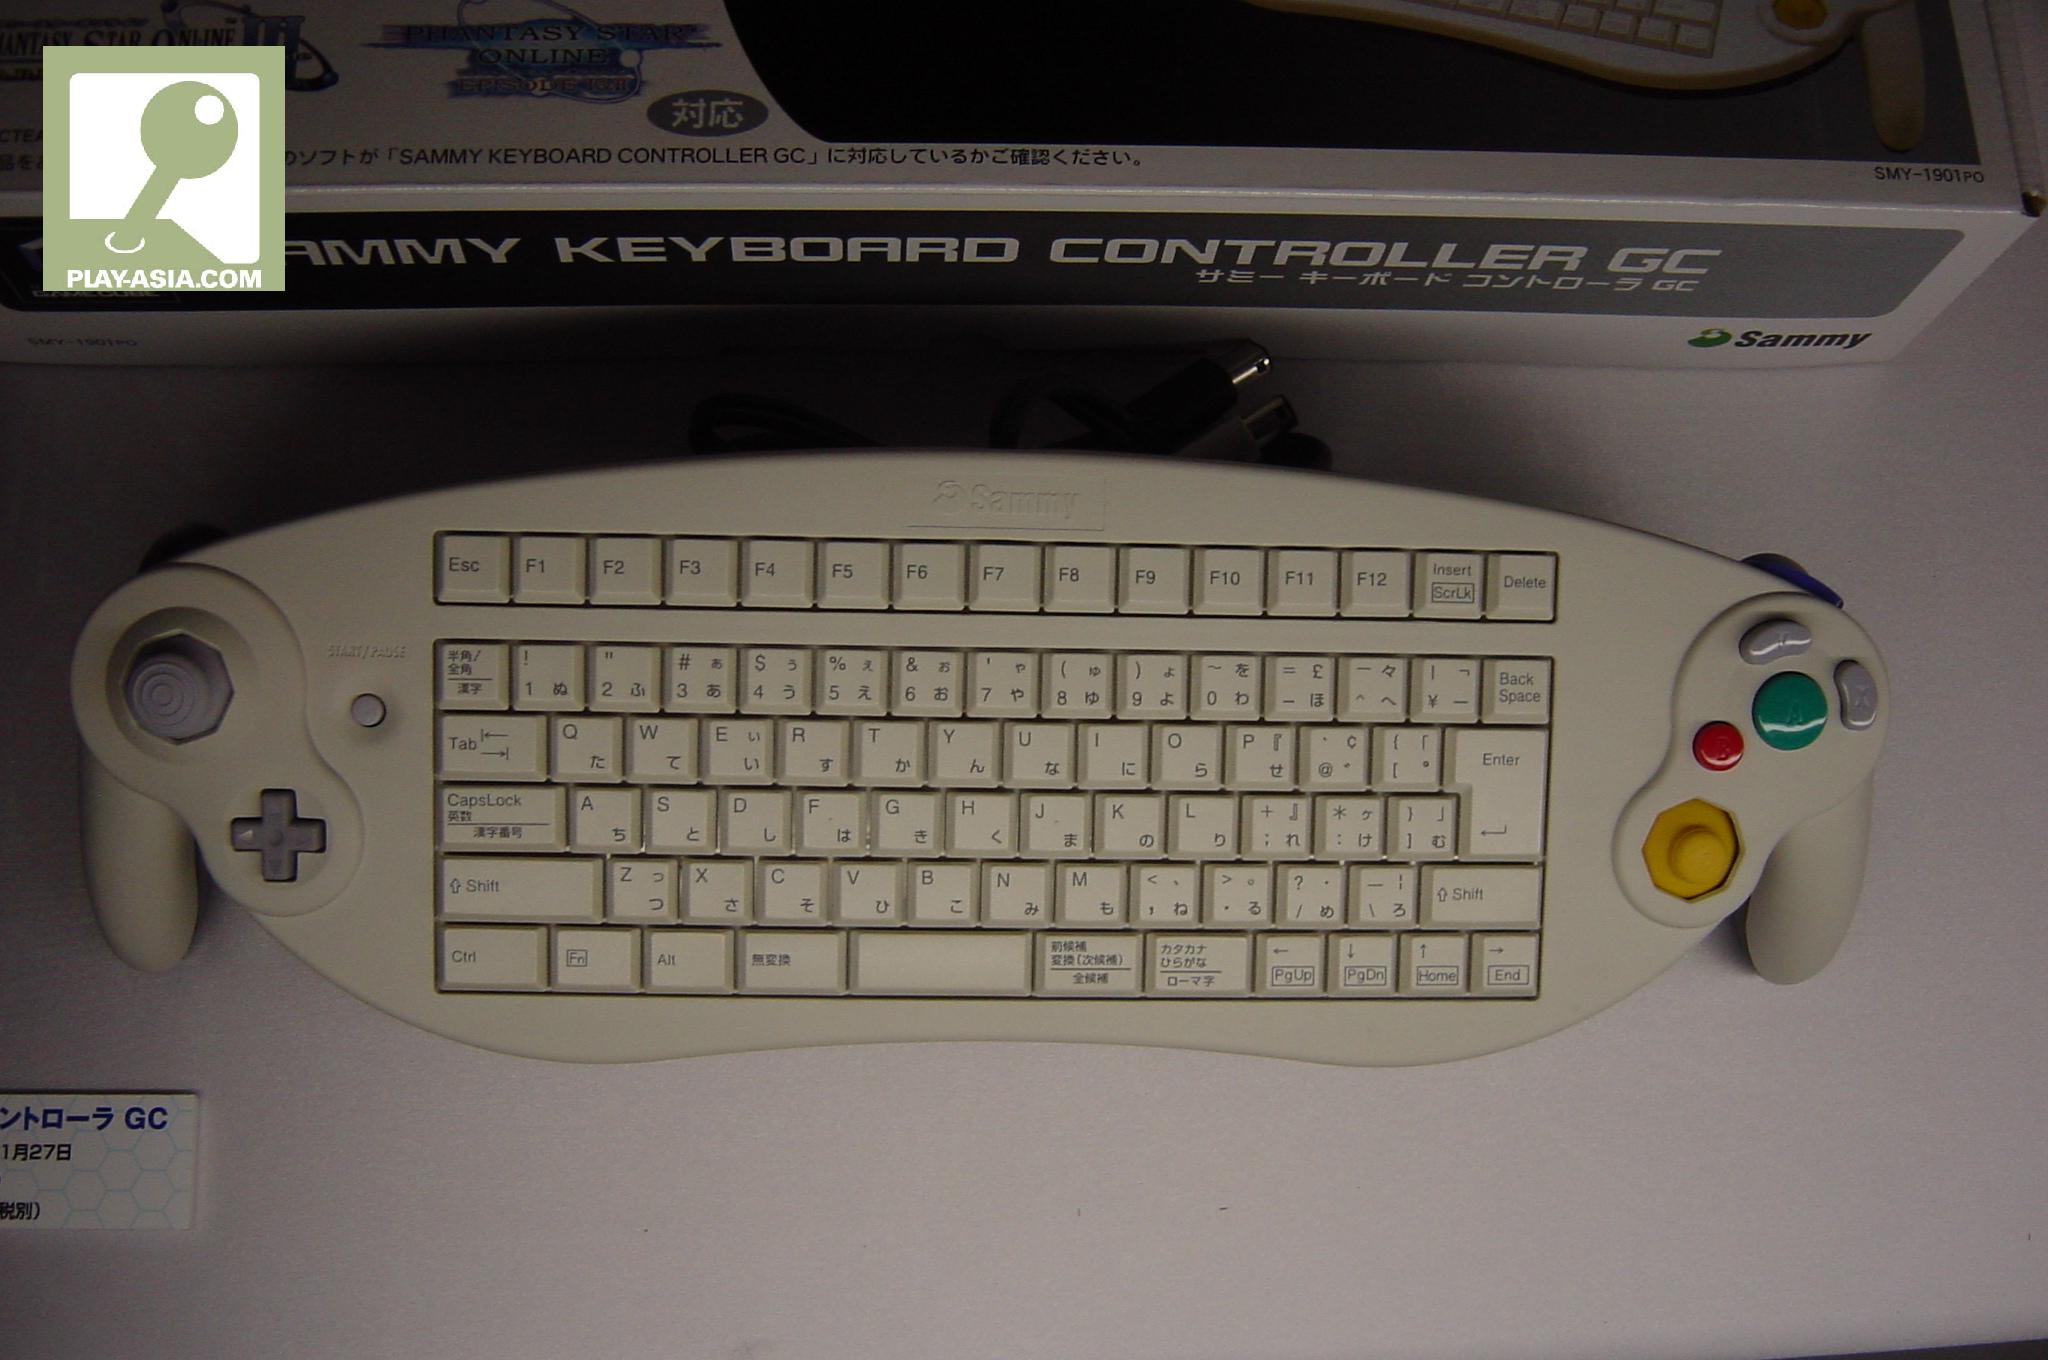 PHANTASY STAR ONLINE III
PHANTASY STAR
ONLINE
EPISODE I&II
対応
のソフトが「SAMMY KEYBOARD CONTROLLER GC」に対応しているかご確認ください。
SMY-1901PO
PLAY-ASIA.COM
AMMY KEYBOARD CONTROLLER GC
サミー キーボード コントローラ GC
GAMECUBE
SMY-1901PO
Sammy
Sammy
Esc F1 F2 F3 F4 F5 F6 F7 F8 F9 F10 F11 F12 Insert ScrLk Delete
START/PAUSE
半角/全角 漢字 ! 1 ぬ " 2 ふ # ぁ 3 あ $ ぅ 4 う % ぇ 5 え & ぉ 6 お ' ゃ 7 や ( ゅ 8 ゆ ) ょ 9 よ ~ を 0 わ = £ - ほ ー 々 ^ へ | ¬ ¥ ー Back Space
Tab Q た W て E ぃ い R す T か Y ん U な I に O ら P 『 せ ` ¢ @ ゛ { 「 [ ゜ Enter
CapsLock 英数 漢字番号 A ち S と D し F は G き H く J ま K の L り + 』 ; れ * ヶ : け } 」 ] む
⇧ Shift Z っ つ X さ C そ V ひ B こ N み M も < 、 , ね > 。 . る ? ・ / め _ ¦ \ ろ ⇧ Shift
Ctrl Fn Alt 無変換 前候補 変換(次候補) 全候補 カタカナ ひらがな ローマ字 ← PgUp ↓ PgDn ↑ Home → End
Y
X
A
B
ントローラ GC
1月27日
税別)